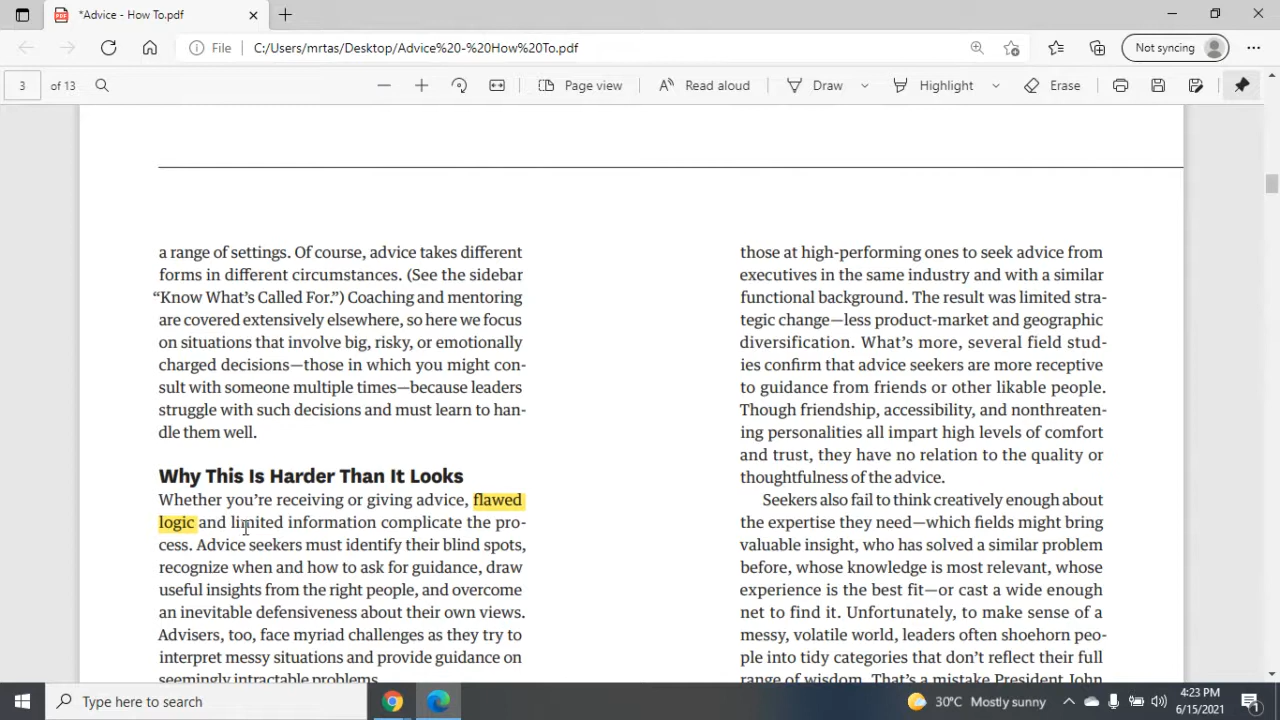 *Advice - How To.pdf
File
C:/Users/mrtas/Desktop/Advice%20-%20How%20To.pdf
Not syncing
3 of 13
Page view
Read aloud
Draw
Highlight
Erase
a range of settings. Of course, advice takes different
forms in different circumstances. (See the sidebar
“Know What’s Called For.”) Coaching and mentoring
are covered extensively elsewhere, so here we focus
on situations that involve big, risky, or emotionally
charged decisions—those in which you might con-
sult with someone multiple times—because leaders
struggle with such decisions and must learn to han-
dle them well.
Why This Is Harder Than It Looks
Whether you’re receiving or giving advice, flawed
logic and limited information complicate the pro-
cess. Advice seekers must identify their blind spots,
recognize when and how to ask for guidance, draw
useful insights from the right people, and overcome
an inevitable defensiveness about their own views.
Advisers, too, face myriad challenges as they try to
interpret messy situations and provide guidance on
seemingly intractable problems.
those at high-performing ones to seek advice from
executives in the same industry and with a similar
functional background. The result was limited stra-
tegic change—less product-market and geographic
diversification. What’s more, several field stud-
ies confirm that advice seekers are more receptive
to guidance from friends or other likable people.
Though friendship, accessibility, and nonthreaten-
ing personalities all impart high levels of comfort
and trust, they have no relation to the quality or
thoughtfulness of the advice.
Seekers also fail to think creatively enough about
the expertise they need—which fields might bring
valuable insight, who has solved a similar problem
before, whose knowledge is most relevant, whose
experience is the best fit—or cast a wide enough
net to find it. Unfortunately, to make sense of a
messy, volatile world, leaders often shoehorn peo-
ple into tidy categories that don’t reflect their full
range of wisdom. That’s a mistake President John
Type here to search
30°C Mostly sunny
4:23 PM
6/15/2021
1